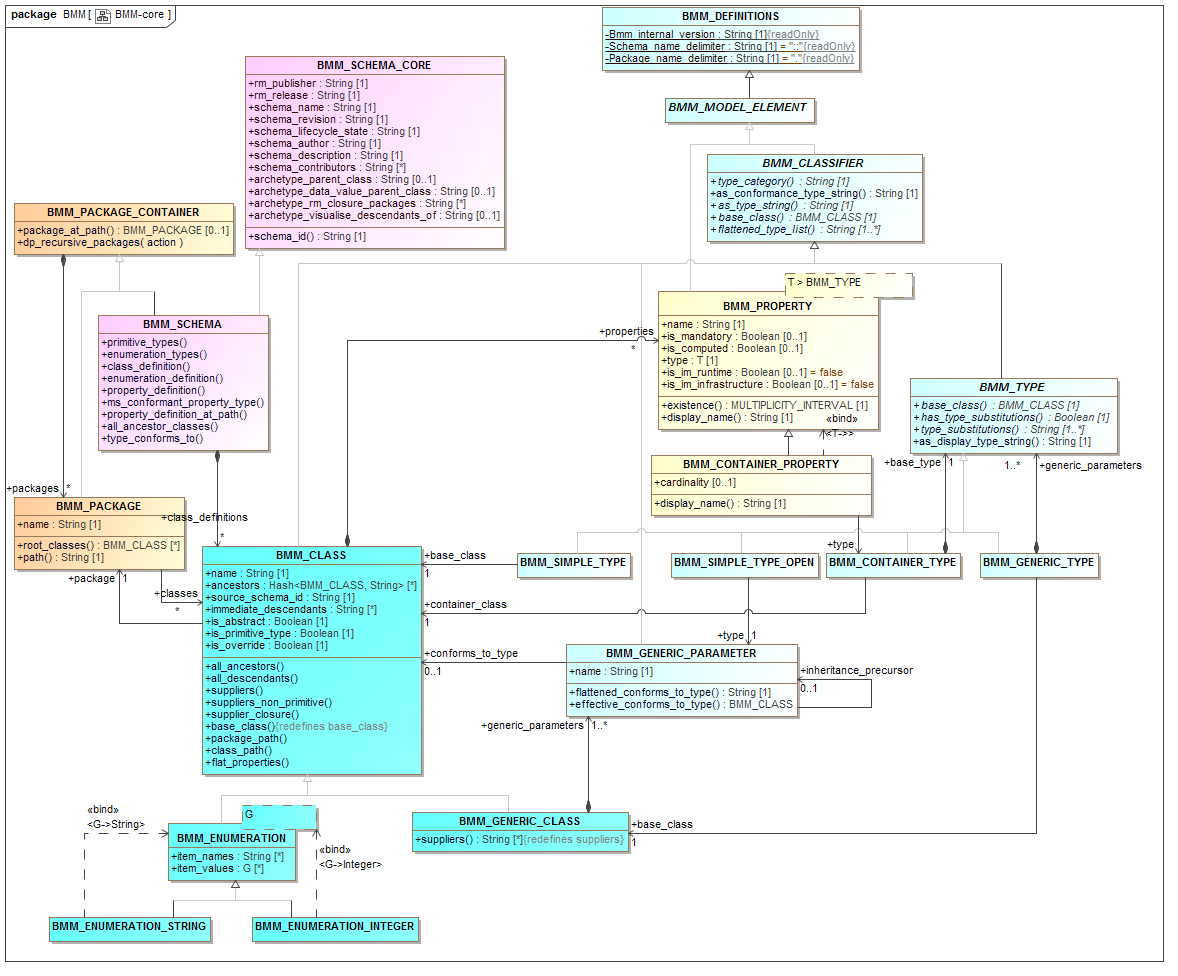 package BMM [ BMM-core ]
BMM_DEFINITIONS
-Bmm_internal_version : String [1]{readOnly}
-Schema_name_delimiter : String [1] = "::"{readOnly}
-Package_name_delimiter : String [1] = "."{readOnly}
BMM_MODEL_ELEMENT
BMM_SCHEMA_CORE
+rm_publisher : String [1]
+rm_release : String [1]
+schema_name : String [1]
+schema_revision : String [1]
+schema_lifecycle_state : String [1]
+schema_author : String [1]
+schema_description : String [1]
+schema_contributors : String [*]
+archetype_parent_class : String [0..1]
+archetype_data_value_parent_class : String [0..1]
+archetype_rm_closure_packages : String [*]
+archetype_visualise_descendants_of : String [0..1]
+schema_id() : String [1]
BMM_CLASSIFIER
+type_category() : String [1]
+as_conformance_type_string() : String [1]
+as_type_string() : String [1]
+base_class() : BMM_CLASS [1]
+flattened_type_list() : String [1..*]
BMM_PACKAGE_CONTAINER
+package_at_path() : BMM_PACKAGE [0..1]
+dp_recursive_packages( action )
T > BMM_TYPE
BMM_PROPERTY
+name : String [1]
+is_mandatory : Boolean [0..1]
+is_computed : Boolean [0..1]
+type : T [1]
+is_im_runtime : Boolean [0..1] = false
+is_im_infrastructure : Boolean [0..1] = false
+existence() : MULTIPLICITY_INTERVAL [1]
+display_name() : String [1]
+properties
*
«bind»
<T->>
BMM_SCHEMA
+primitive_types()
+enumeration_types()
+class_definition()
+enumeration_definition()
+property_definition()
+ms_conformant_property_type()
+property_definition_at_path()
+all_ancestor_classes()
+type_conforms_to()
BMM_TYPE
+base_class() : BMM_CLASS [1]
+has_type_substitutions() : Boolean [1]
+type_substitutions() : String [1..*]
+as_display_type_string() : String [1]
BMM_CONTAINER_PROPERTY
+cardinality [0..1]
+display_name() : String [1]
+base_type
1
1..*
+generic_parameters
+packages
*
BMM_PACKAGE
+name : String [1]
+root_classes() : BMM_CLASS [*]
+path() : String [1]
+class_definitions
*
+package
1
+classes
*
+type
BMM_CLASS
+name : String [1]
+ancestors : Hash<BMM_CLASS, String> [*]
+source_schema_id : String [1]
+immediate_descendants : String [*]
+is_abstract : Boolean [1]
+is_primitive_type : Boolean [1]
+is_override : Boolean [1]
+all_ancestors()
+all_descendants()
+suppliers()
+suppliers_non_primitive()
+supplier_closure()
+base_class(){redefines base_class}
+package_path()
+class_path()
+flat_properties()
+base_class
1
BMM_SIMPLE_TYPE
BMM_SIMPLE_TYPE_OPEN
BMM_CONTAINER_TYPE
BMM_GENERIC_TYPE
+container_class
1
+type
1
+conforms_to_type
0..1
BMM_GENERIC_PARAMETER
+name : String [1]
+flattened_conforms_to_type() : String [1]
+effective_conforms_to_type() : BMM_CLASS
+inheritance_precursor
0..1
+generic_parameters
1..*
BMM_GENERIC_CLASS
+suppliers() : String [*]{redefines suppliers}
+base_class
1
«bind»
<G->String>
G
BMM_ENUMERATION
+item_names : String [*]
+item_values : G [*]
«bind»
<G->Integer>
BMM_ENUMERATION_STRING
BMM_ENUMERATION_INTEGER